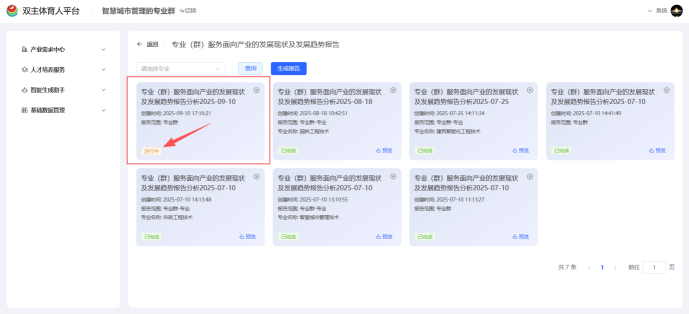 双主体育人平台
智慧城市管理的专业群
切换
系统
产业需求中心
人才培养服务
智能生成助手
基础数据管理
← 返回 | 专业（群）服务面向产业的发展现状及发展趋势报告
请选择专业
查询
生成报告
专业（群）服务面向产业的发展现状
及发展趋势报告分析2025-09-10
创建时间: 2025-09-10 17:16:21
报告范围: 专业群
进行中
专业（群）服务面向产业的发展现状
及发展趋势报告分析2025-08-18
创建时间: 2025-08-18 10:42:51
报告范围: 专业群-专业
专业名称: 园林工程技术
已完成
预览
专业（群）服务面向产业的发展现状
及发展趋势报告分析2025-07-25
创建时间: 2025-07-25 14:11:34
报告范围: 专业群-专业
专业名称: 建筑智能化工程技术
已完成
预览
专业（群）服务面向产业的发展现状
及发展趋势报告分析2025-07-10
创建时间: 2025-07-10 14:41:49
报告范围: 专业群
已完成
预览
专业（群）服务面向产业的发展现状
及发展趋势报告分析2025-07-10
创建时间: 2025-07-10 14:13:48
报告范围: 专业群-专业
专业名称: 市政工程技术
已完成
预览
专业（群）服务面向产业的发展现状
及发展趋势报告分析2025-07-10
创建时间: 2025-07-10 13:10:55
报告范围: 专业群-专业
专业名称: 智慧城市管理技术
已完成
预览
专业（群）服务面向产业的发展现状
及发展趋势报告分析2025-07-10
创建时间: 2025-07-10 11:13:27
报告范围: 专业群
已完成
预览
共 7 条 < 1 > 前往 1 页